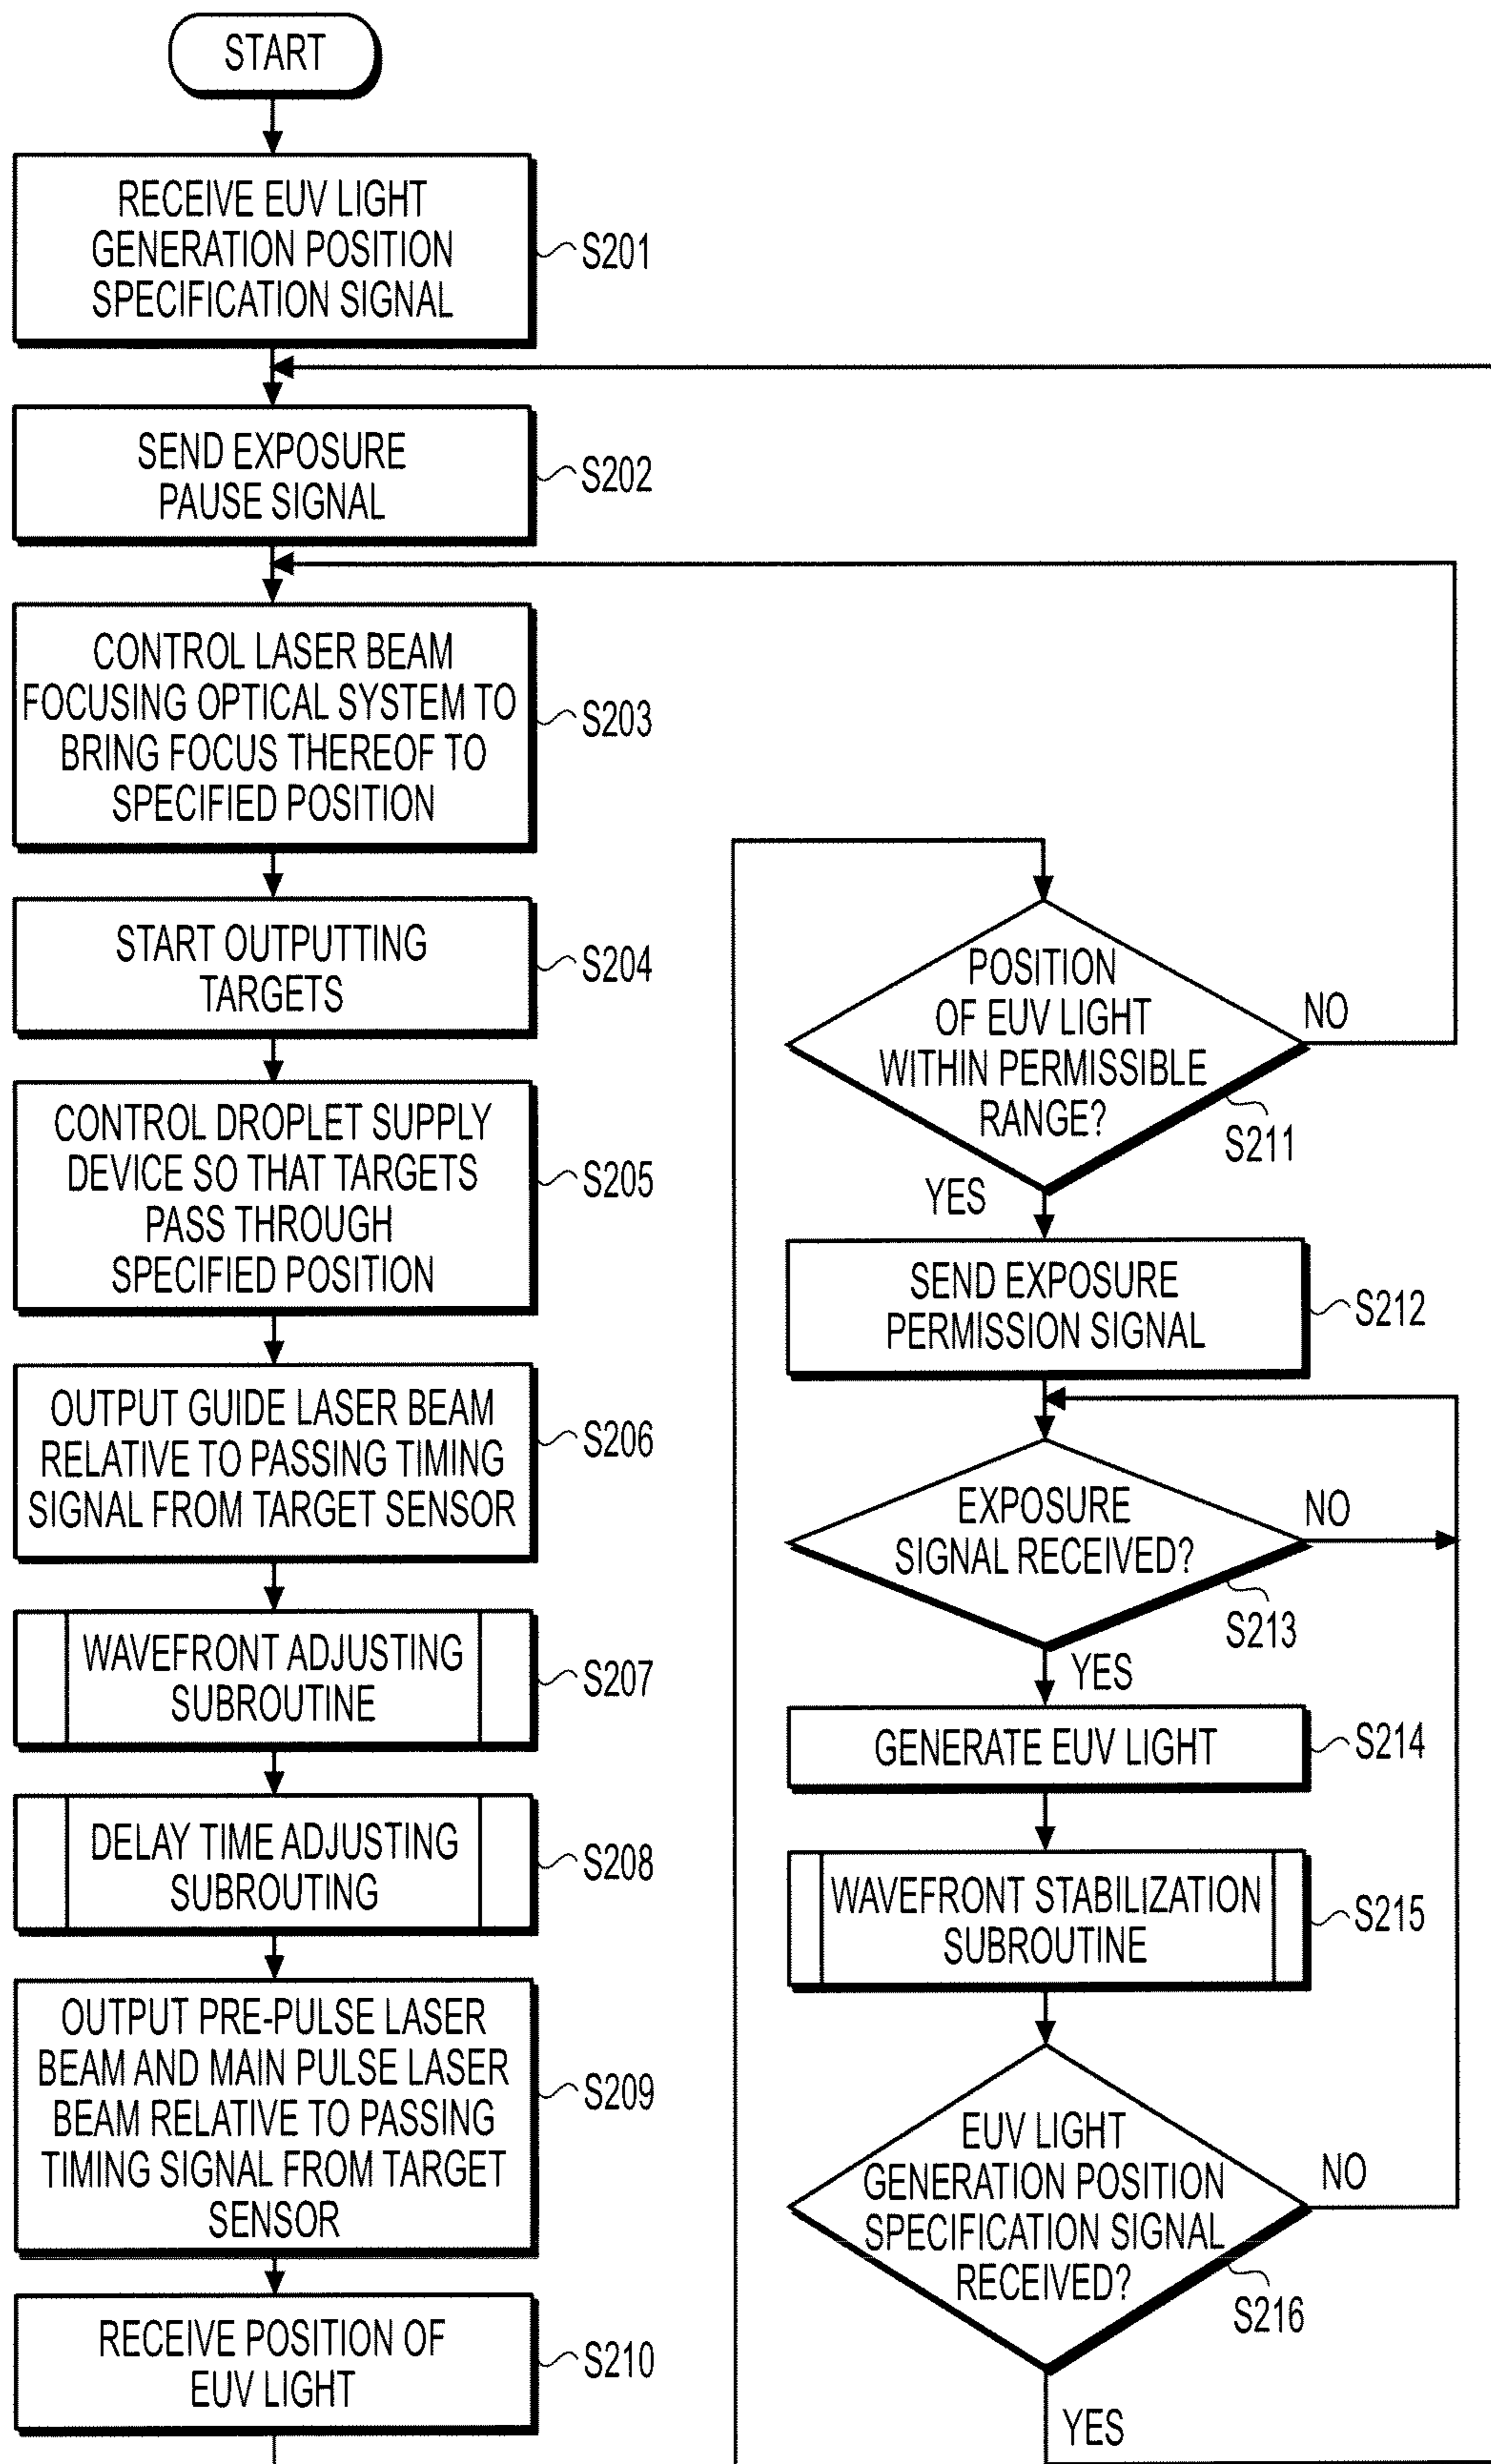 START
RECEIVE EUV LIGHT
GENERATION POSITION
SPECIFICATION SIGNAL
S201
SEND EXPOSURE
PAUSE SIGNAL
S202
CONTROL LASER BEAM
FOCUSING OPTICAL SYSTEM TO
BRING FOCUS THEREOF TO
SPECIFIED POSITION
S203
START OUTPUTTING
TARGETS
S204
CONTROL DROPLET SUPPLY
DEVICE SO THAT TARGETS
PASS THROUGH
SPECIFIED POSITION
S205
OUTPUT GUIDE LASER BEAM
RELATIVE TO PASSING TIMING
SIGNAL FROM TARGET SENSOR
S206
WAVEFRONT ADJUSTING
SUBROUTINE
S207
DELAY TIME ADJUSTING
SUBROUTING
S208
OUTPUT PRE-PULSE LASER
BEAM AND MAIN PULSE LASER
BEAM RELATIVE TO PASSING
TIMING SIGNAL FROM TARGET
SENSOR
S209
RECEIVE POSITION OF
EUV LIGHT
S210
POSITION
OF EUV LIGHT
WITHIN PERMISSIBLE
RANGE?
NO
S211
YES
SEND EXPOSURE
PERMISSION SIGNAL
S212
EXPOSURE
SIGNAL RECEIVED?
NO
S213
YES
GENERATE EUV LIGHT
S214
WAVEFRONT STABILIZATION
SUBROUTINE
S215
EUV LIGHT
GENERATION POSITION
SPECIFICATION SIGNAL
RECEIVED?
NO
S216
YES